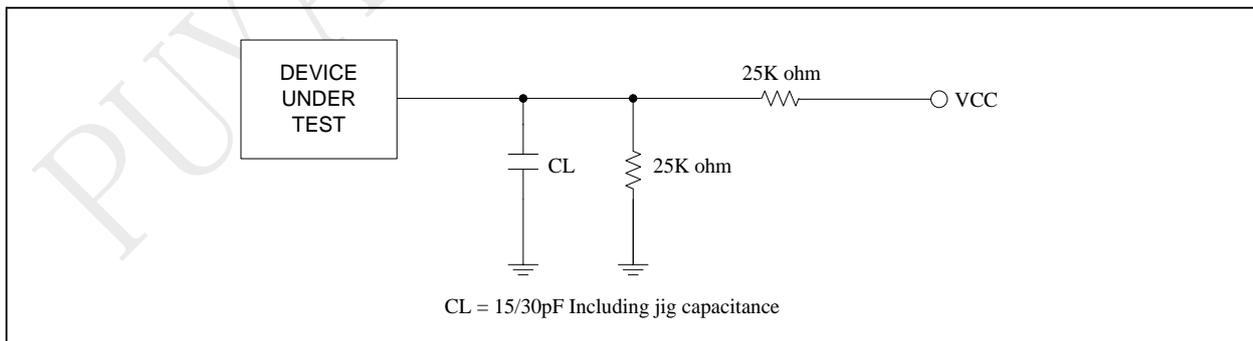 DEVICE
UNDER
TEST
25K ohm
VCC
CL
25K ohm
CL = 15/30pF Including jig capacitance